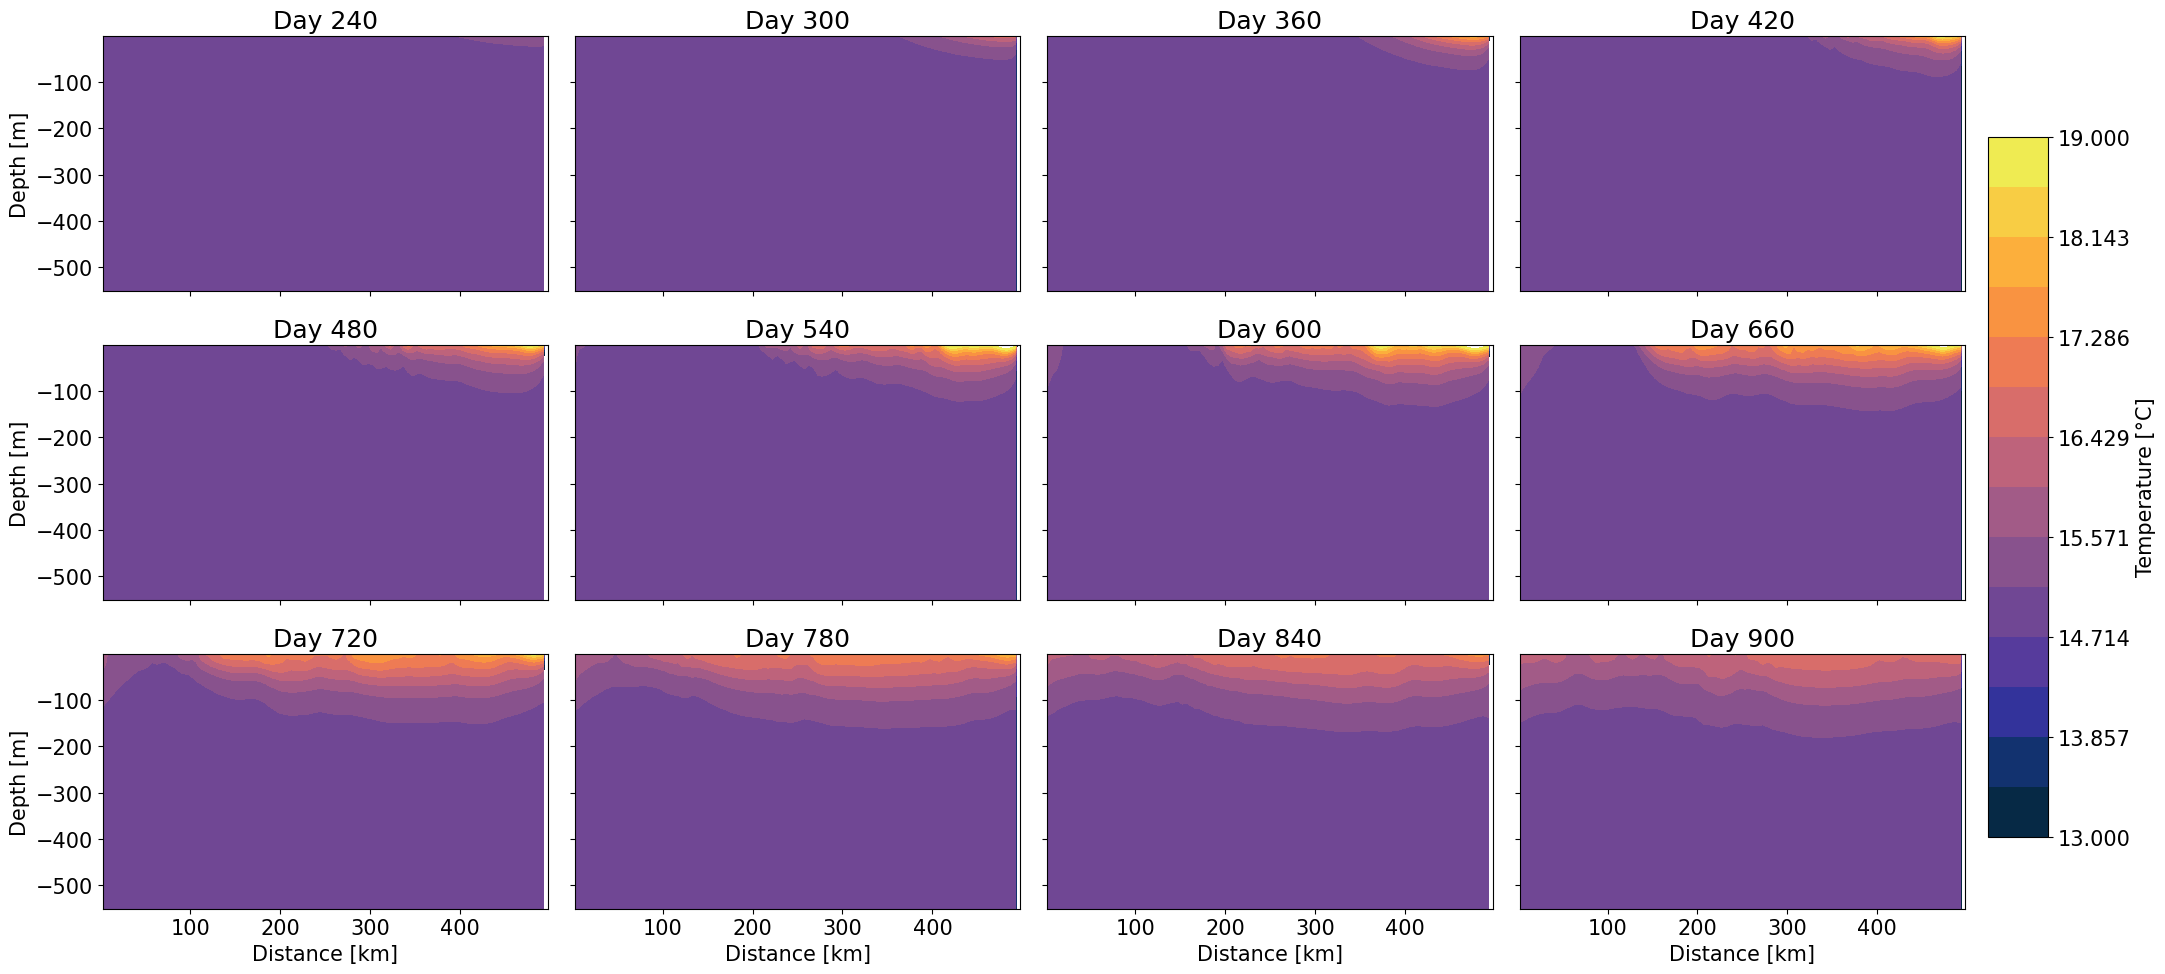 Day 240
Day 300
Day 360
Day 420
−100
−200
−300
−400
−500
Depth [m]
Day 480
Day 540
Day 600
Day 660
−100
−200
−300
−400
−500
Depth [m]
Day 720
Day 780
Day 840
Day 900
−100
−200
−300
−400
−500
Depth [m]
100 200 300 400
100 200 300 400
100 200 300 400
100 200 300 400
Distance [km]
Distance [km]
Distance [km]
Distance [km]
19.000
18.143
17.286
16.429
15.571
14.714
13.857
13.000
Temperature [°C]